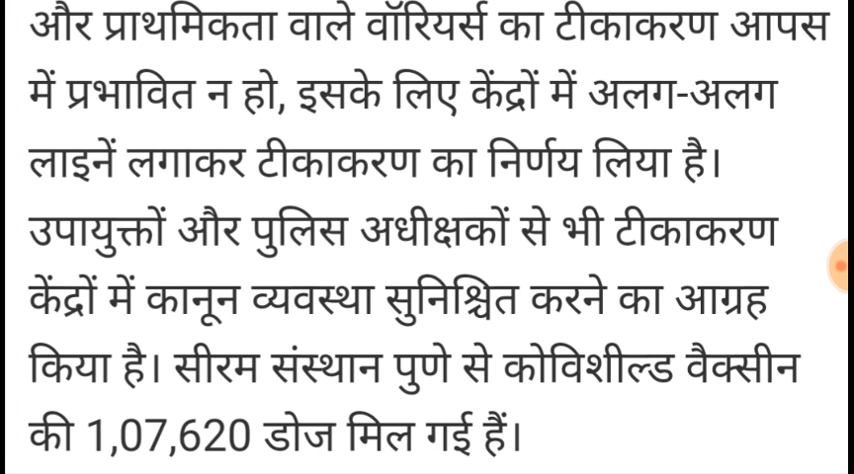 और प्राथमिकता वाले वॉरियर्स का टीकाकरण आपस
में प्रभावित न हो, इसके लिए केंद्रों में अलग-अलग
लाइनें लगाकर टीकाकरण का निर्णय लिया है।
उपायुक्तों और पुलिस अधीक्षकों से भी टीकाकरण
केंद्रों में कानून व्यवस्था सुनिश्चित करने का आग्रह
किया है। सीरम संस्थान पुणे से कोविशील्ड वैक्सीन
की 1,07,620 डोज मिल गई हैं।